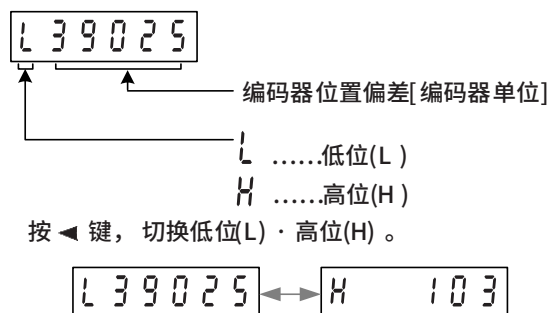 L 39025
编码器位置偏差[编码器单位]
L ……低位(L )
H ……高位(H )
按 ◄ 键， 切换低位(L) · 高位(H) 。
L 39025 H 103